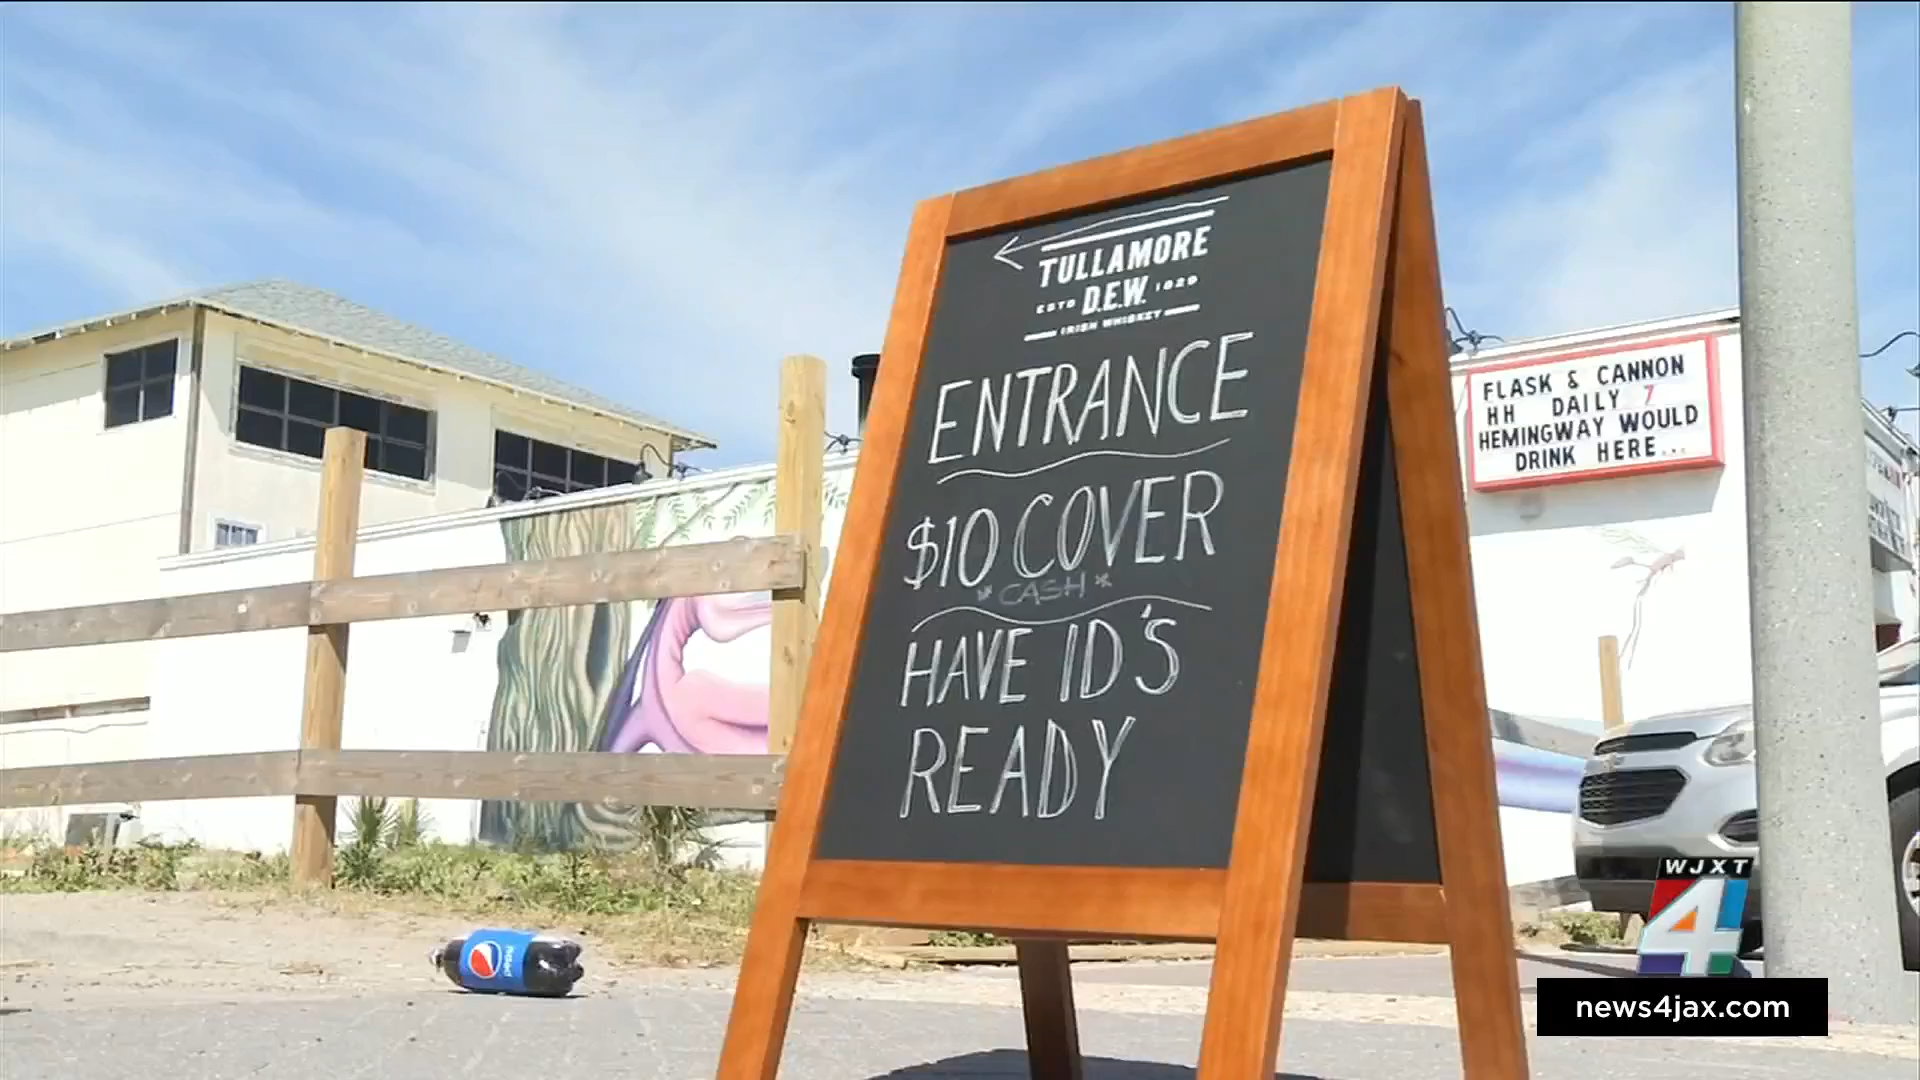 TULLAMORE
ESTD D.E.W. 1829
IRISH WHISKEY
ENTRANCE
$10 COVER
* CASH *
HAVE ID'S
READY
FLASK & CANNON
HH DAILY 7
HEMINGWAY WOULD
DRINK HERE...
pepsi
WJXT
4
news4jax.com